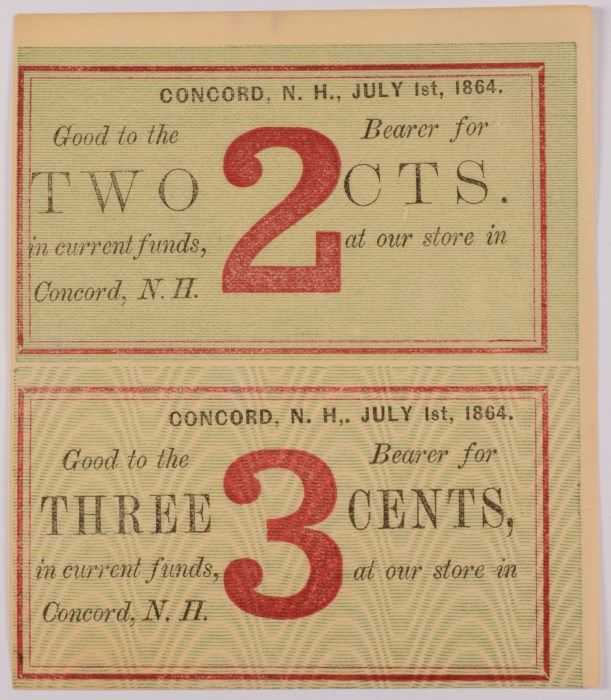 CONCORD, N. H., JULY 1st, 1864.
Good to the Bearer for
TWO 2 CTS.
in current funds, at our store in
Concord, N. H.
CONCORD, N. H,. JULY 1st, 1864.
Good to the Bearer for
THREE 3 CENTS,
in current funds, at our store in
Concord, N. H.